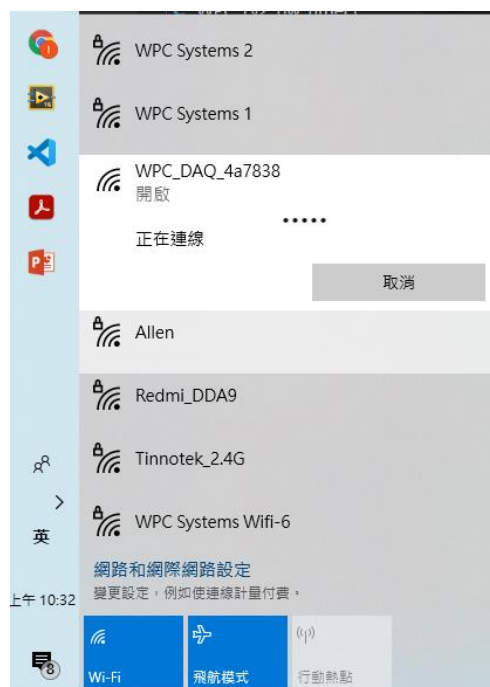 WPC Systems 2
WPC Systems 1
WPC_DAQ_4a7838
開啟
正在連線
取消
Allen
Redmi_DDA9
Tinnotek_2.4G
WPC Systems Wifi-6
英
網路和網際網路設定
變更設定，例如使連線計量付費。
上午 10:32
8
Wi-Fi
飛航模式
行動熱點